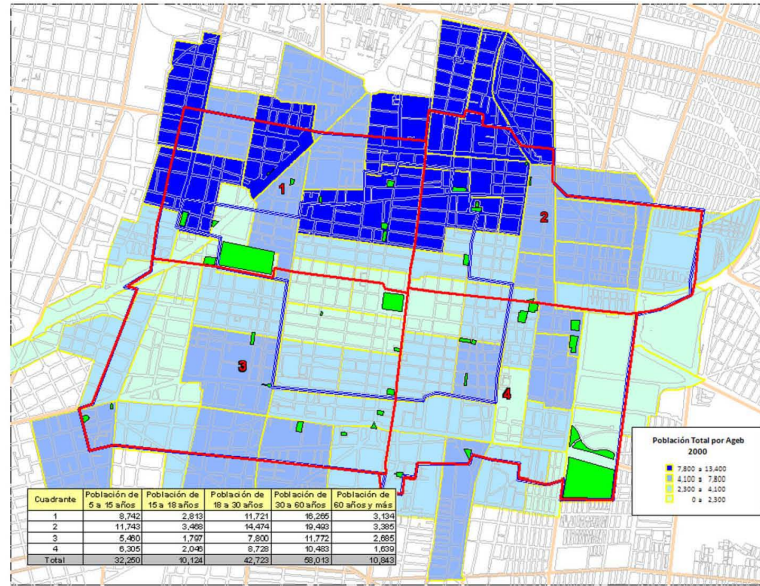 1
2
3
4
Población Total por Ageb
2000
7,800 a 13,400
4,100 a 7,800
2,300 a 4,100
0 a 2,300
Cuadrante Población de 5 a 15 años Población de 15 a 18 años Población de 18 a 30 años Población de 30 a 60 años Población de 60 años y más
1 8,742 2,813 11,721 16,265 3,134
2 11,743 3,468 14,474 19,493 3,385
3 5,460 1,797 7,800 11,772 2,685
4 6,305 2,046 8,728 10,483 1,639
Total 32,250 10,124 42,723 58,013 10,843